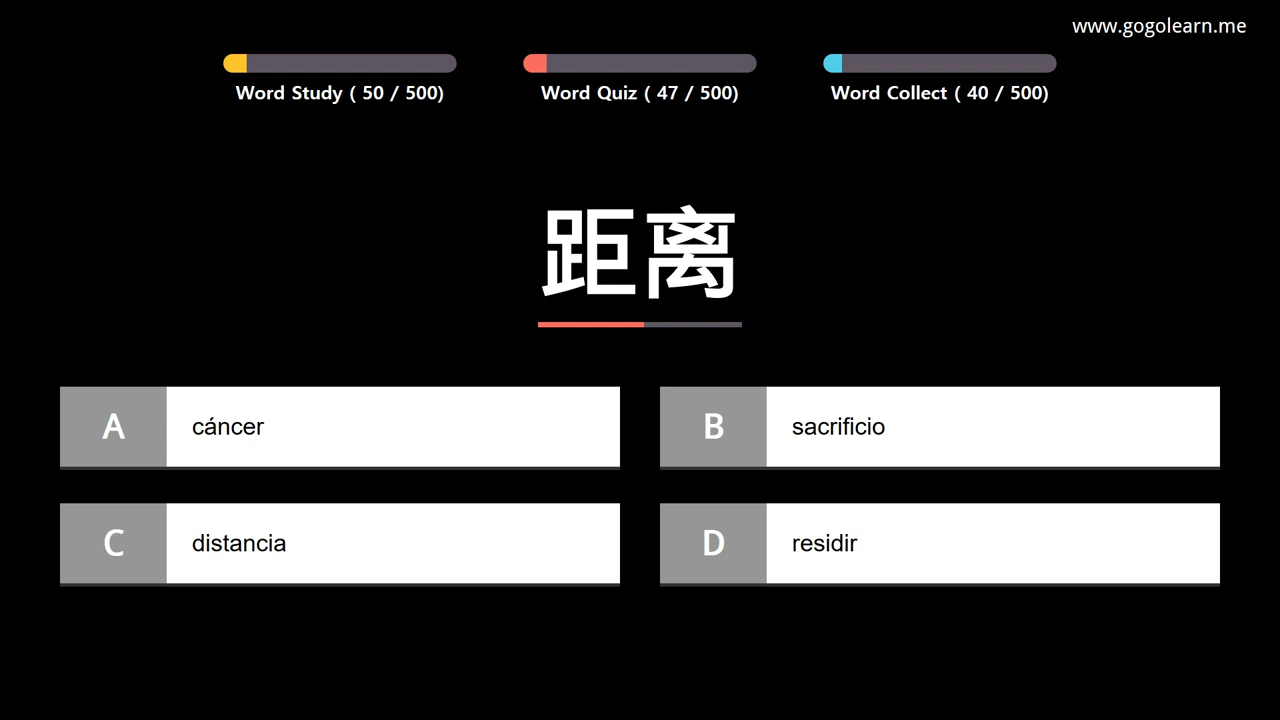 www.gogolearn.me
Word Study ( 50 / 500)
Word Quiz ( 47 / 500)
Word Collect ( 40 / 500)
距离
A cáncer
B sacrificio
C distancia
D residir